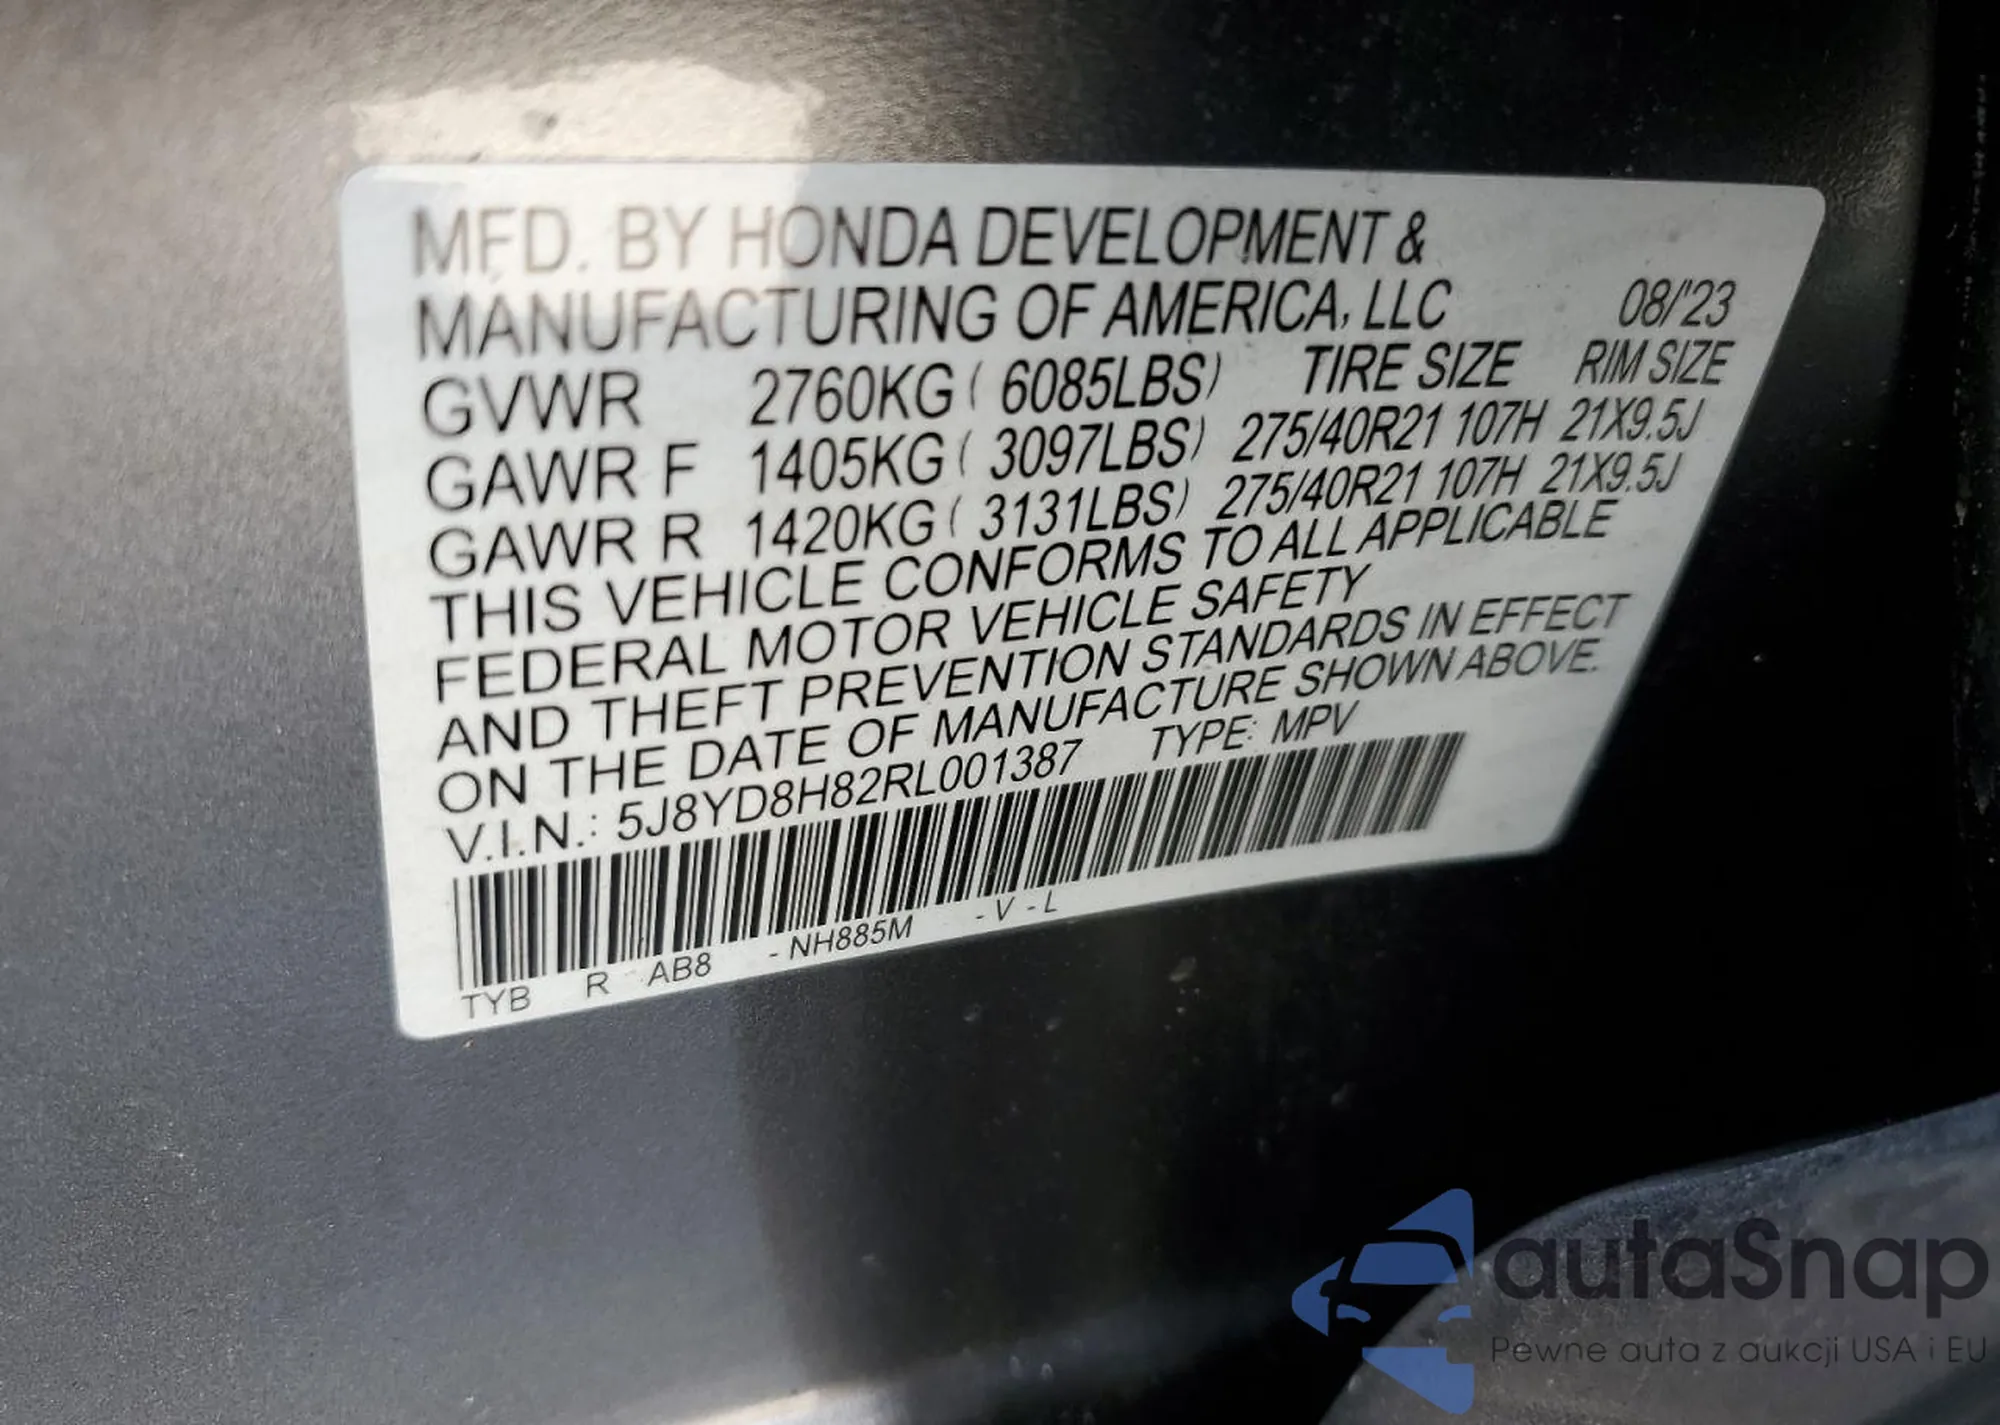 MFD. BY HONDA DEVELOPMENT &
MANUFACTURING OF AMERICA, LLC 08/'23
GVWR 2760KG ( 6085LBS) TIRE SIZE RIM SIZE
GAWR F 1405KG ( 3097LBS) 275/40R21 107H 21X9.5J
GAWR R 1420KG ( 3131LBS) 275/40R21 107H 21X9.5J
THIS VEHICLE CONFORMS TO ALL APPLICABLE
FEDERAL MOTOR VEHICLE SAFETY
AND THEFT PREVENTION STANDARDS IN EFFECT
ON THE DATE OF MANUFACTURE SHOWN ABOVE.
V.I.N.: 5J8YD8H82RL001387 TYPE: MPV
TYB R AB8 - NH885M - V - L
autaSnap
Pewne auta z aukcji USA i EU